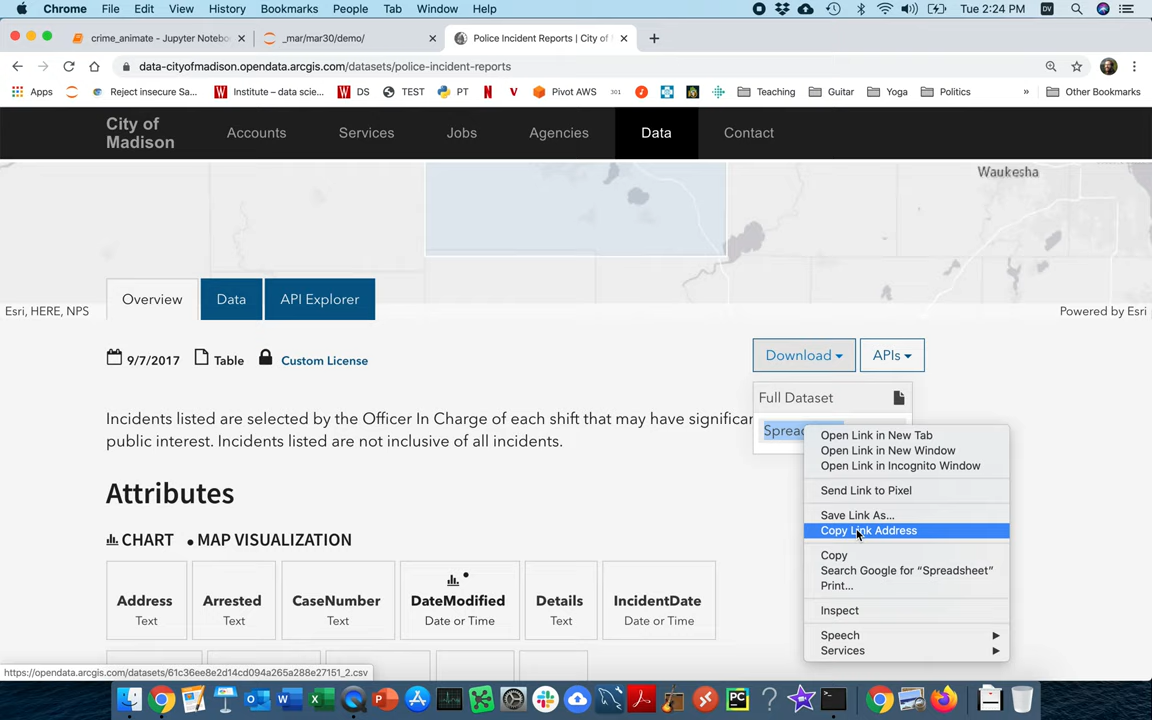 Chrome File Edit View History Bookmarks People Tab Window Help Tue 2:24 PM DV
crime_animate - Jupyter Notebo
_mar/mar30/demo/
Police Incident Reports | City of
data-cityofmadison.opendata.arcgis.com/datasets/police-incident-reports
Apps Reject insecure Sa... Institute – data scie... DS TEST PT Pivot AWS Teaching Guitar Yoga Politics » Other Bookmarks
City of
Madison
Accounts Services Jobs Agencies Data Contact
Waukesha
Overview Data API Explorer
Esri, HERE, NPS
Powered by Esri
9/7/2017 Table Custom License
Download APIs
Full Dataset
Incidents listed are selected by the Officer In Charge of each shift that may have significan
Spread
public interest. Incidents listed are not inclusive of all incidents.
Open Link in New Tab
Open Link in New Window
Open Link in Incognito Window
Send Link to Pixel
Save Link As...
Copy Link Address
Copy
Search Google for “Spreadsheet”
Print...
Inspect
Speech
Services
Attributes
CHART MAP VISUALIZATION
Address
Text
Arrested
Text
CaseNumber
Text
DateModified
Date or Time
Details
Text
IncidentDate
Date or Time
https://opendata.arcgis.com/datasets/61c36ee8e2d14cd094a265a288e27151_2.csv